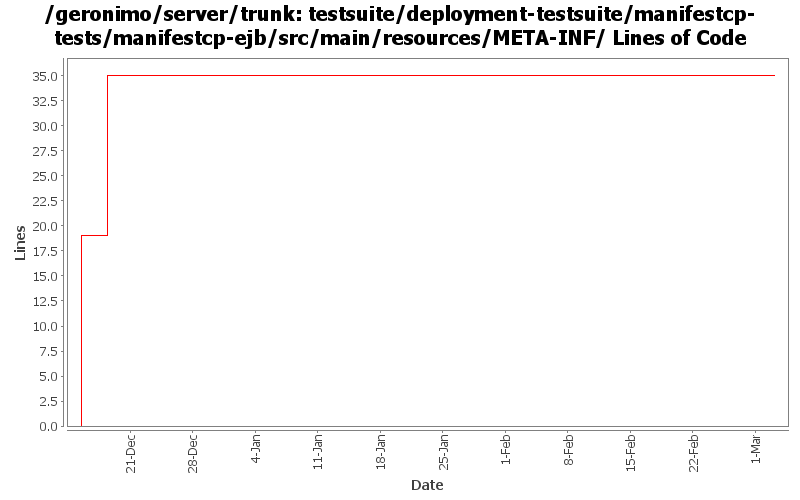 /geronimo/server/trunk: testsuite/deployment-testsuite/manifestcp-
tests/manifestcp-ejb/src/main/resources/META-INF/ Lines of Code
35.0
32.5
30.0
27.5
25.0
22.5
20.0
17.5
15.0
12.5
10.0
7.5
5.0
2.5
0.0
Lines
21-Dec
28-Dec
4-Jan
11-Jan
18-Jan
25-Jan
1-Feb
8-Feb
15-Feb
22-Feb
1-Mar
Date